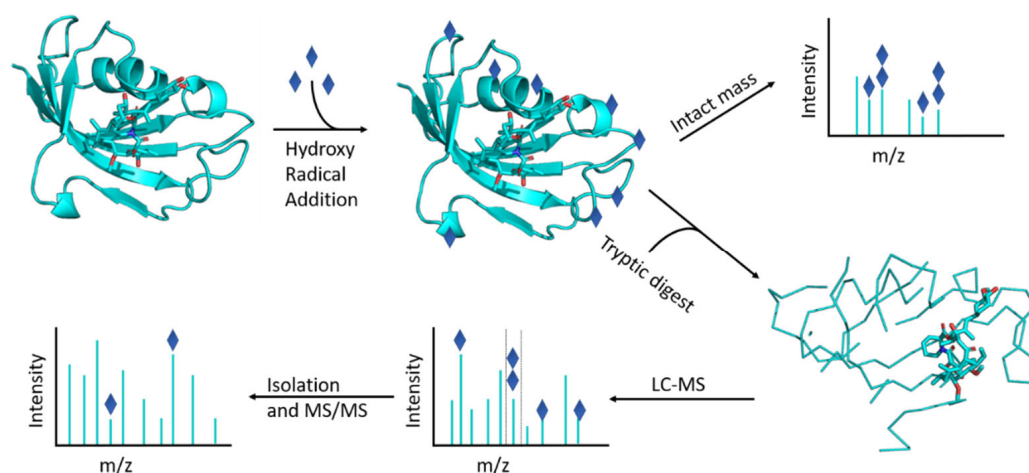 Hydroxy
Radical
Addition
Intact mass
Intensity
m/z
Tryptic digest
LC-MS
Intensity
m/z
Isolation
and MS/MS
Intensity
m/z